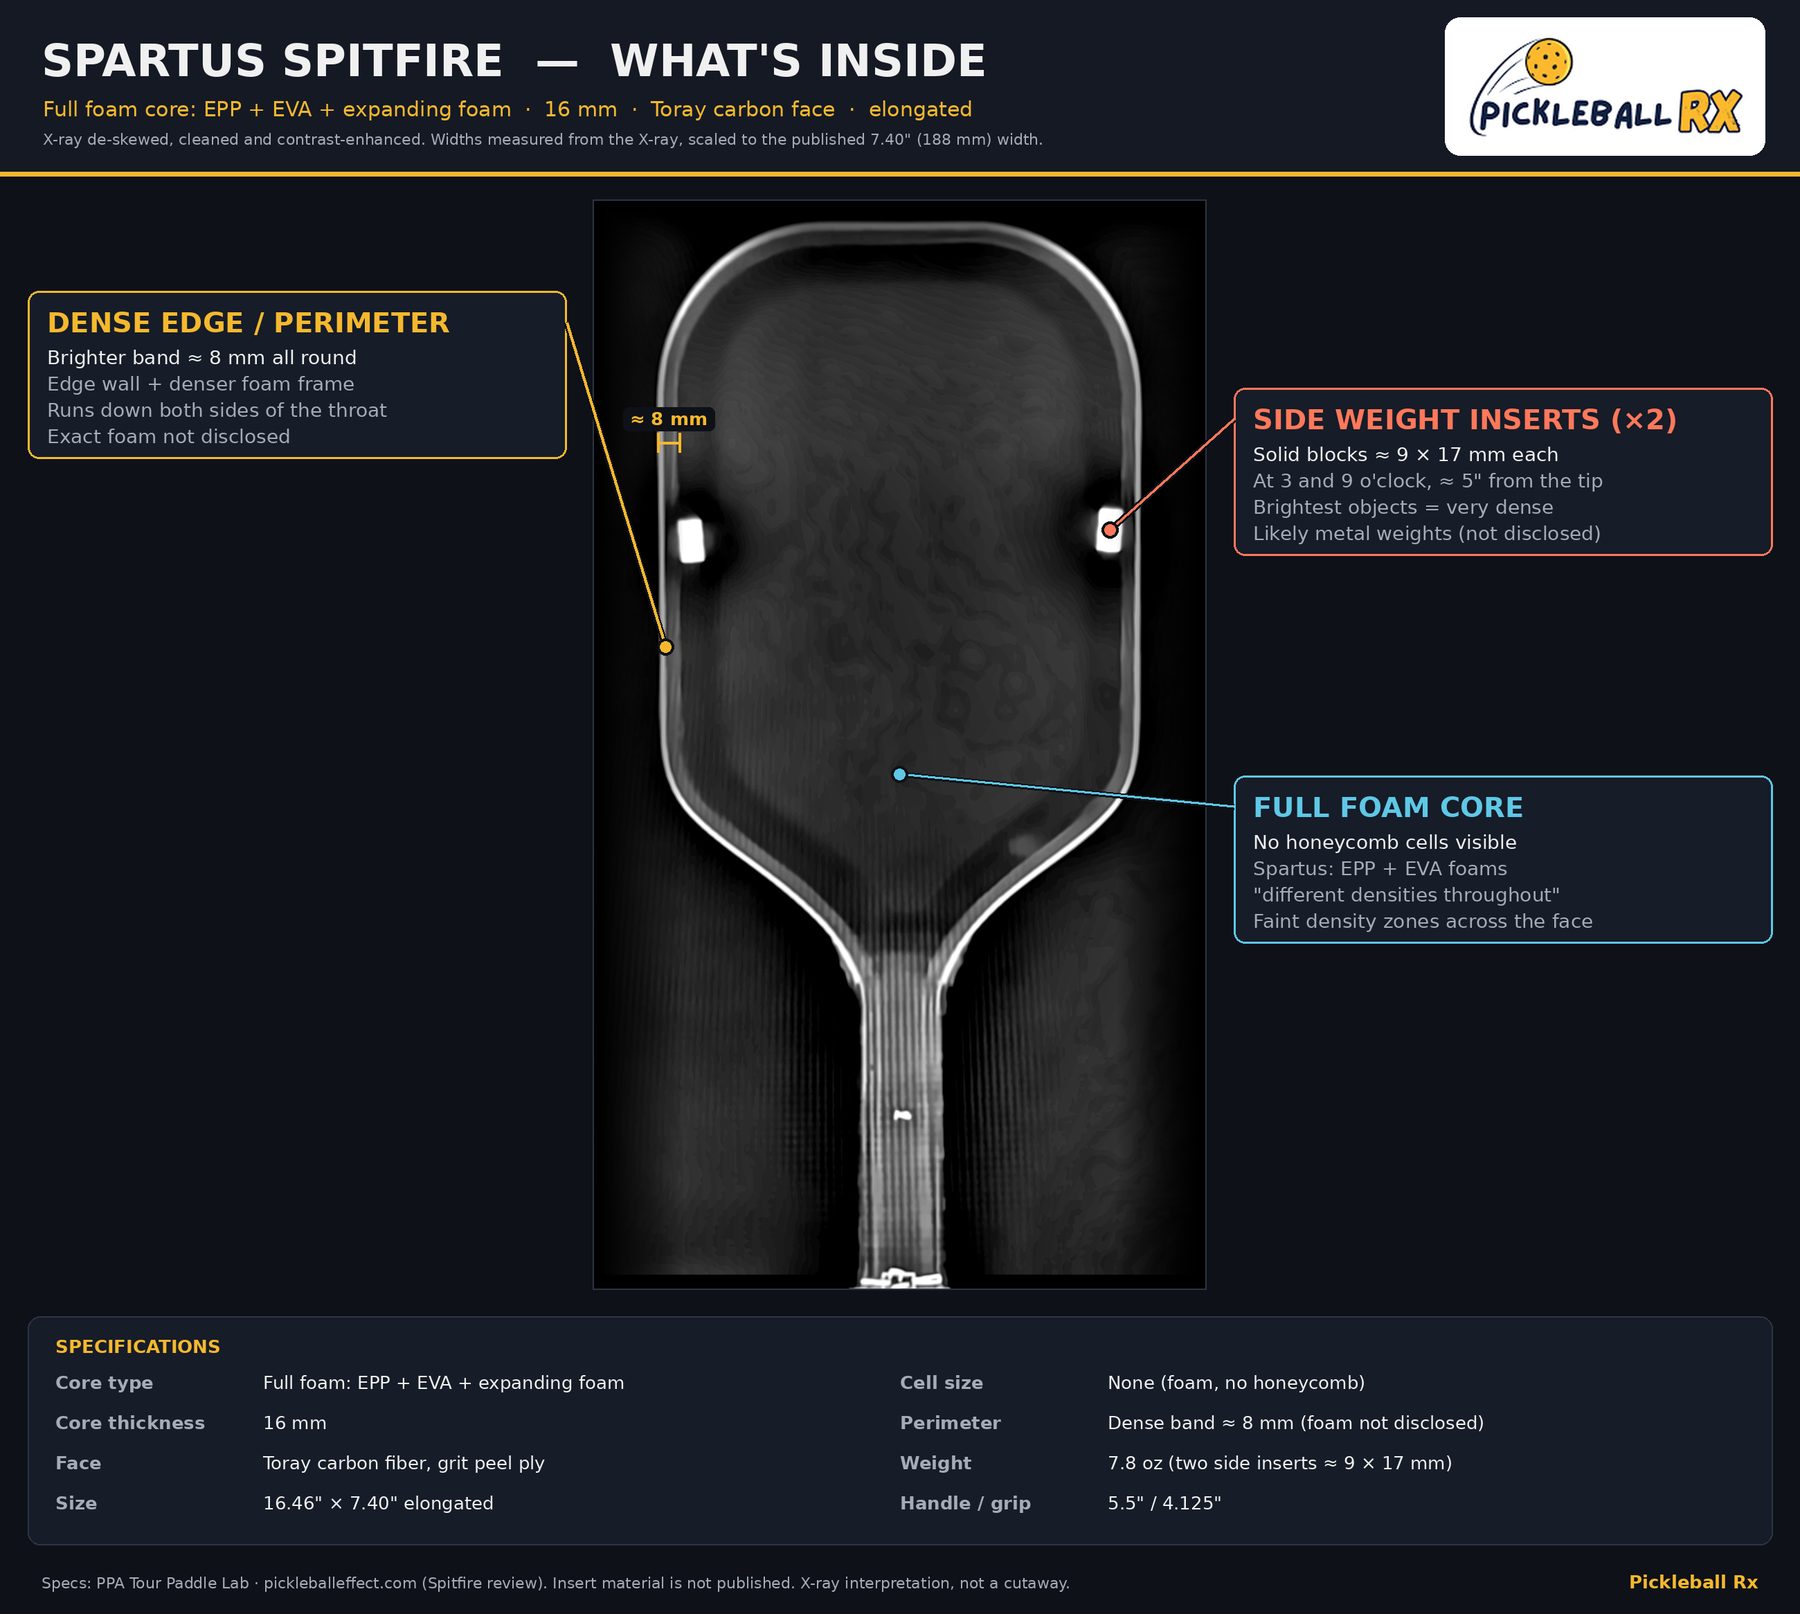 SPARTUS SPITFIRE — WHAT'S INSIDE
Full foam core: EPP + EVA + expanding foam · 16 mm · Toray carbon face · elongated
X-ray de-skewed, cleaned and contrast-enhanced. Widths measured from the X-ray, scaled to the published 7.40" (188 mm) width.
PICKLEBALL RX
DENSE EDGE / PERIMETER
Brighter band ≈ 8 mm all round
Edge wall + denser foam frame
Runs down both sides of the throat
Exact foam not disclosed
≈ 8 mm
SIDE WEIGHT INSERTS (×2)
Solid blocks ≈ 9 × 17 mm each
At 3 and 9 o'clock, ≈ 5" from the tip
Brightest objects = very dense
Likely metal weights (not disclosed)
FULL FOAM CORE
No honeycomb cells visible
Spartus: EPP + EVA foams
"different densities throughout"
Faint density zones across the face
SPECIFICATIONS
Core type Full foam: EPP + EVA + expanding foam
Core thickness 16 mm
Face Toray carbon fiber, grit peel ply
Size 16.46" × 7.40" elongated
Cell size None (foam, no honeycomb)
Perimeter Dense band ≈ 8 mm (foam not disclosed)
Weight 7.8 oz (two side inserts ≈ 9 × 17 mm)
Handle / grip 5.5" / 4.125"
Specs: PPA Tour Paddle Lab · pickleballeffect.com (Spitfire review). Insert material is not published. X-ray interpretation, not a cutaway.
Pickleball Rx